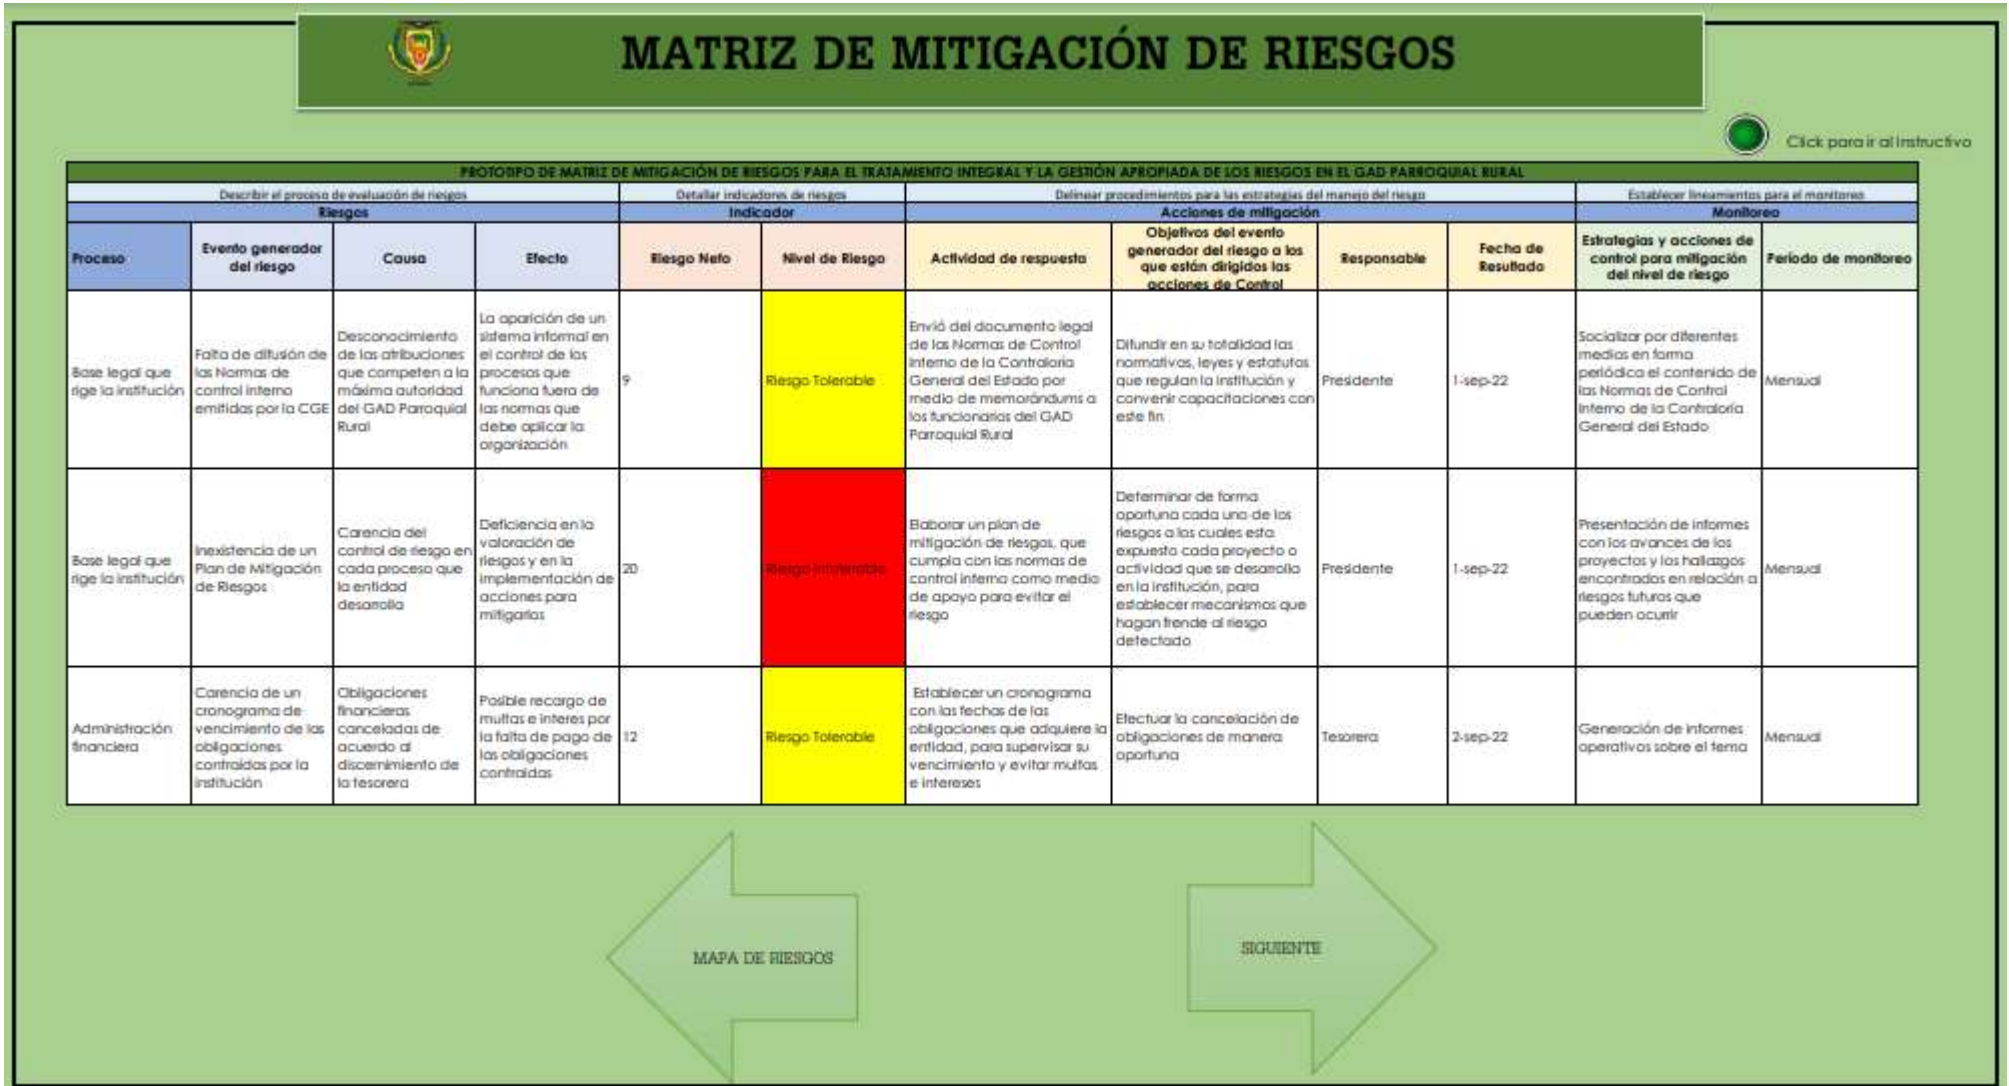 MATRIZ DE MITIGACIÓN DE RIESGOS
Click para ir al instructivo
PROTOTIPO DE MATRIZ DE MITIGACIÓN DE RIESGOS PARA EL TRATAMIENTO INTEGRAL Y LA GESTIÓN APROPIADA DE LOS RIESGOS EN EL GAD PARROQUIAL RURAL
Describir el proceso de evaluación de riesgos
Detallar indicadores de riesgos
Delinear procedimientos para las estrategias del manejo del riesgo
Establecer lineamientos para el monitoreo
Riesgos
Indicador
Acciones de mitigación
Monitoreo
Proceso
Evento generador
del riesgo
Causa
Efecto
Riesgo Neto
Nivel de Riesgo
Actividad de respuesta
Objetivos del evento
generador del riesgo a los
que están dirigidos las
acciones de Control
Responsable
Fecha de
Resultado
Estrategias y acciones de
control para mitigación
del nivel de riesgo
Período de monitoreo
Base legal que
rige la institución
Falta de difusión de
las Normas de
control interno
emitidas por la CGE
Desconocimiento
de las atribuciones
que competen a la
máxima autoridad
del GAD Parroquial
Rural
La aparición de un
sistema informal en
el control de los
procesos que
funciona fuera de
las normas que
debe aplicar la
organización
9
Riesgo Tolerable
Envió del documento legal
de las Normas de Control
Interno de la Contraloría
General del Estado por
medio de memorándums a
los funcionarios del GAD
Parroquial Rural
Difundir en su totalidad las
normativas, leyes y estatutos
que regulan la institución y
convenir capacitaciones con
este fin
Presidente
1-sep-22
Socializar por diferentes
medios en forma
periódica el contenido de
las Normas de Control
Interno de la Contraloría
General del Estado
Mensual
Base legal que
rige la institución
Inexistencia de un
Plan de Mitigación
de Riesgos
Carencia del
control de riesgo en
cada proceso que
la entidad
desarrolla
Deficiencia en la
valoración de
riesgos y en la
implementación de
acciones para
mitigarlos
20
Riesgo Intolerable
Elaborar un plan de
mitigación de riesgos, que
cumpla con las normas de
control interno como medio
de apoyo para evitar el
riesgo
Determinar de forma
oportuna cada uno de los
riesgos a los cuales esta
expuesto cada proyecto o
actividad que se desarrolla
en la institución, para
establecer mecanismos que
hagan frende al riesgo
detectado
Presidente
1-sep-22
Presentación de informes
con los avances de los
proyectos y los hallazgos
encontrados en relación a
riesgos futuros que
pueden ocurrir
Mensual
Administración
financiera
Carencia de un
cronograma de
vencimiento de las
obligaciones
contraídas por la
institución
Obligaciones
financieras
canceladas de
acuerdo al
discernimiento de
la tesorera
Posible recargo de
multas e interes por
la falta de pago de
las obligaciones
contraídas
12
Riesgo Tolerable
Establecer un cronograma
con las fechas de las
obligaciones que adquiere la
entidad, para supervisar su
vencimiento y evitar multas
e intereses
Efectuar la cancelación de
obligaciones de manera
oportuna
Tesorera
2-sep-22
Generación de informes
operativos sobre el tema
Mensual
MAPA DE RIESGOS
SIGUIENTE